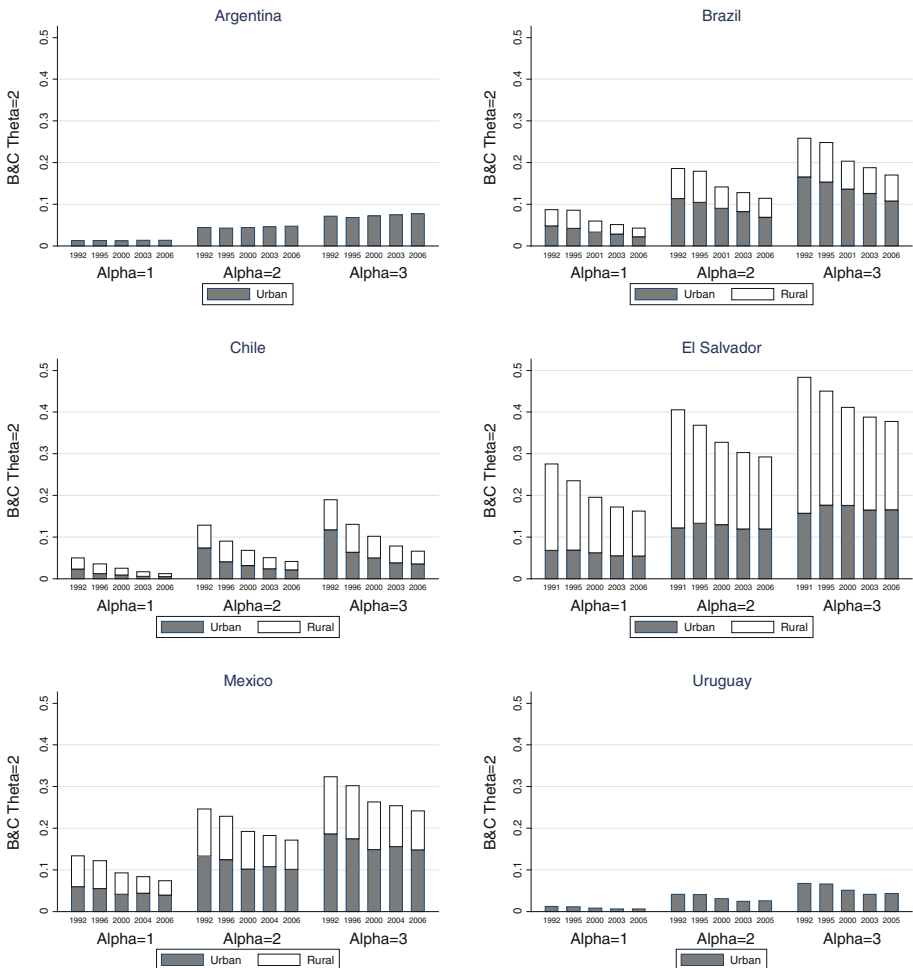 Argentina
B&C Theta=2
0 0.1 0.2 0.3 0.4 0.5
1992 1995 2000 2003 2006 1992 1995 2000 2003 2006 1992 1995 2000 2003 2006
Alpha=1 Alpha=2 Alpha=3
Urban
Brazil
B&C Theta=2
0 0.1 0.2 0.3 0.4 0.5
1992 1995 2001 2003 2006 1992 1995 2001 2003 2006 1992 1995 2001 2003 2006
Alpha=1 Alpha=2 Alpha=3
Urban Rural
Chile
B&C Theta=2
0 0.1 0.2 0.3 0.4 0.5
1992 1996 2000 2003 2006 1992 1996 2000 2003 2006 1992 1996 2000 2003 2006
Alpha=1 Alpha=2 Alpha=3
Urban Rural
El Salvador
B&C Theta=2
0 0.1 0.2 0.3 0.4 0.5
1991 1995 2000 2003 2006 1991 1995 2000 2003 2006 1991 1995 2000 2003 2006
Alpha=1 Alpha=2 Alpha=3
Urban Rural
Mexico
B&C Theta=2
0 0.1 0.2 0.3 0.4 0.5
1992 1996 2000 2004 2006 1992 1996 2000 2004 2006 1992 1996 2000 2004 2006
Alpha=1 Alpha=2 Alpha=3
Urban Rural
Uruguay
B&C Theta=2
0 0.1 0.2 0.3 0.4 0.5
1992 1995 2000 2003 2005 1992 1995 2000 2003 2005 1992 1995 2000 2003 2005
Alpha=1 Alpha=2 Alpha=3
Urban